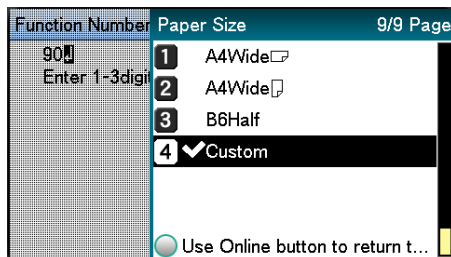 Function Number
Paper Size 9/9 Page
90
Enter 1-3digit
1 A4Wide
2 A4Wide
3 B6Half
4 Custom
Use Online button to return t...